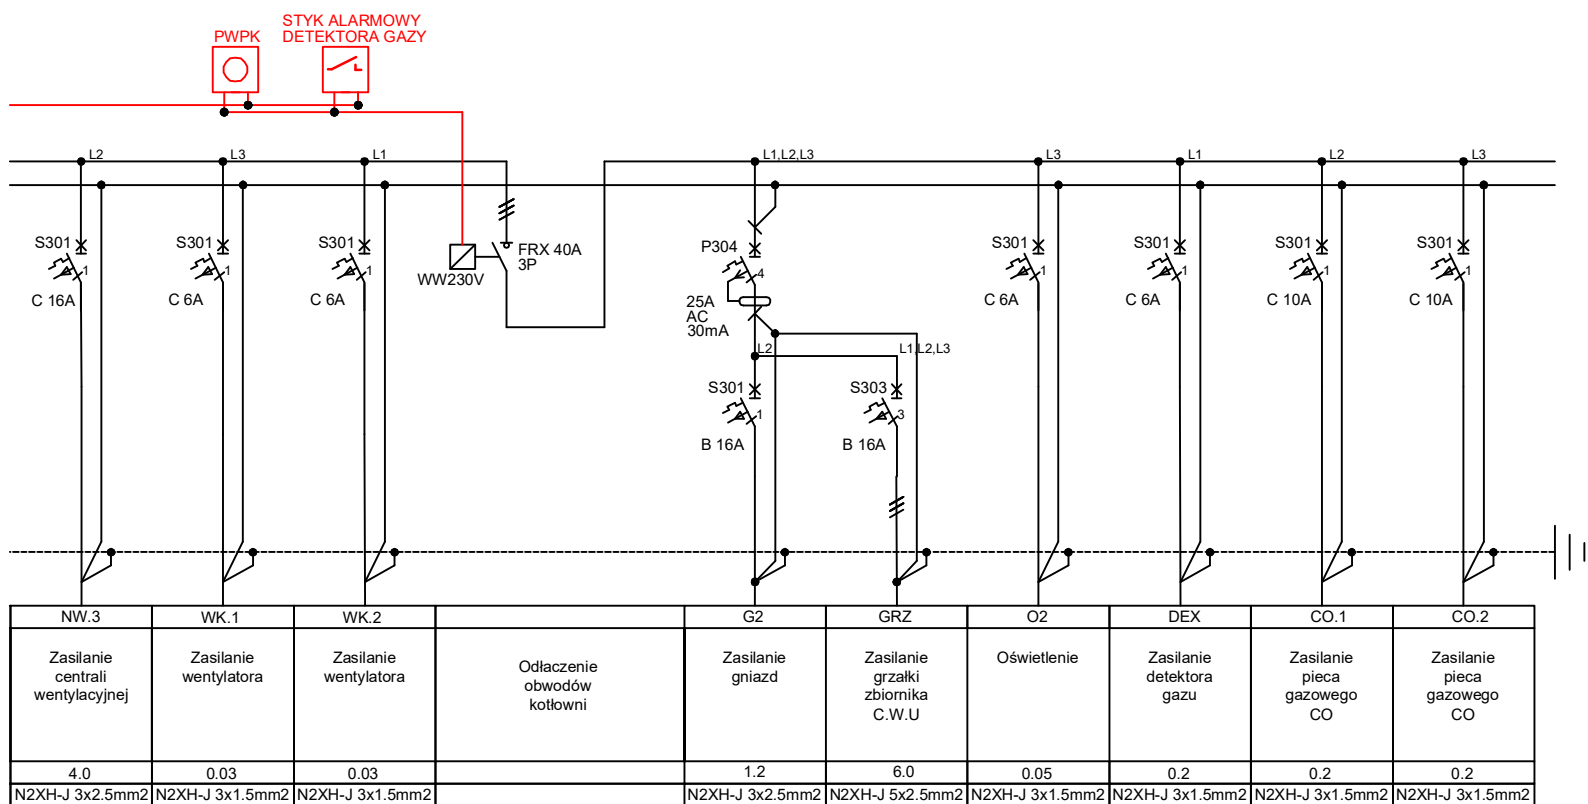 STYK ALARMOWY
PWPK DETEKTORA GAZY
L2 L3 L1 L1,L2,L3 L3 L1 L2 L3
S301 S301 S301 P304 S301 S301 S301 S301
FRX 40A
3P
1 1 1 4 1 1 1 1
WW230V
C 16A C 6A C 6A C 6A C 6A C 10A C 10A
25A
AC
30mA
L2 L1,L2,L3
S301 S303
1 3
B 16A B 16A
NW.3 WK.1 WK.2 G2 GRZ O2 DEX CO.1 CO.2
Zasilanie
centrali
wentylacyjnej
Zasilanie
wentylatora
Zasilanie
wentylatora
Odłaczenie
obwodów
kotłowni
Zasilanie
gniazd
Zasilanie
grzałki
zbiornika
C.W.U
Oświetlenie
Zasilanie
detektora
gazu
Zasilanie
pieca
gazowego
CO
Zasilanie
pieca
gazowego
CO
4.0 0.03 0.03 1.2 6.0 0.05 0.2 0.2 0.2
N2XH-J 3x2.5mm2 N2XH-J 3x1.5mm2 N2XH-J 3x1.5mm2 N2XH-J 3x2.5mm2 N2XH-J 5x2.5mm2 N2XH-J 3x1.5mm2 N2XH-J 3x1.5mm2 N2XH-J 3x1.5mm2 N2XH-J 3x1.5mm2